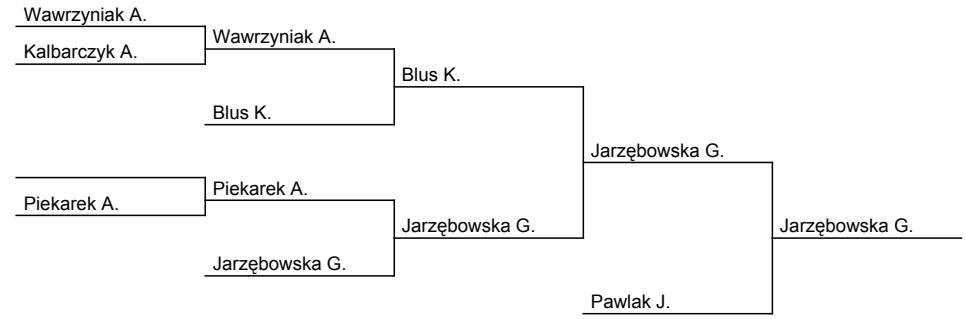 Wawrzyniak A.
Kalbarczyk A.
Wawrzyniak A.
Blus K.
Blus K.
Jarzębowska G.
Piekarek A.
Piekarek A.
Jarzębowska G.
Jarzębowska G.
Jarzębowska G.
Pawlak J.